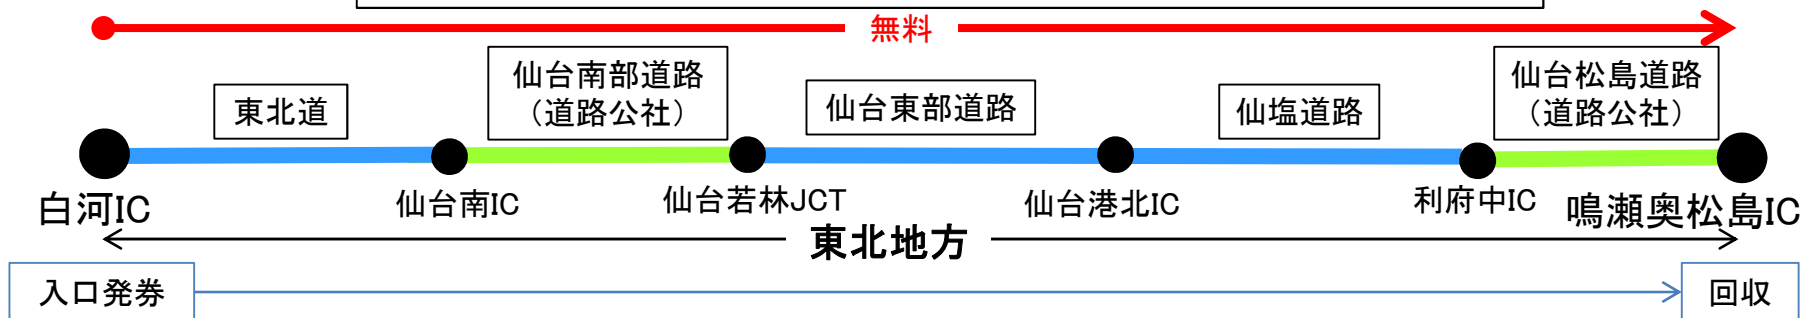 無料
東北道
仙台南部道路
（道路公社）
仙台東部道路
仙塩道路
仙台松島道路
（道路公社）
白河IC
仙台南IC
仙台若林JCT
仙台港北IC
利府中IC
鳴瀬奥松島IC
東北地方
入口発券
回収